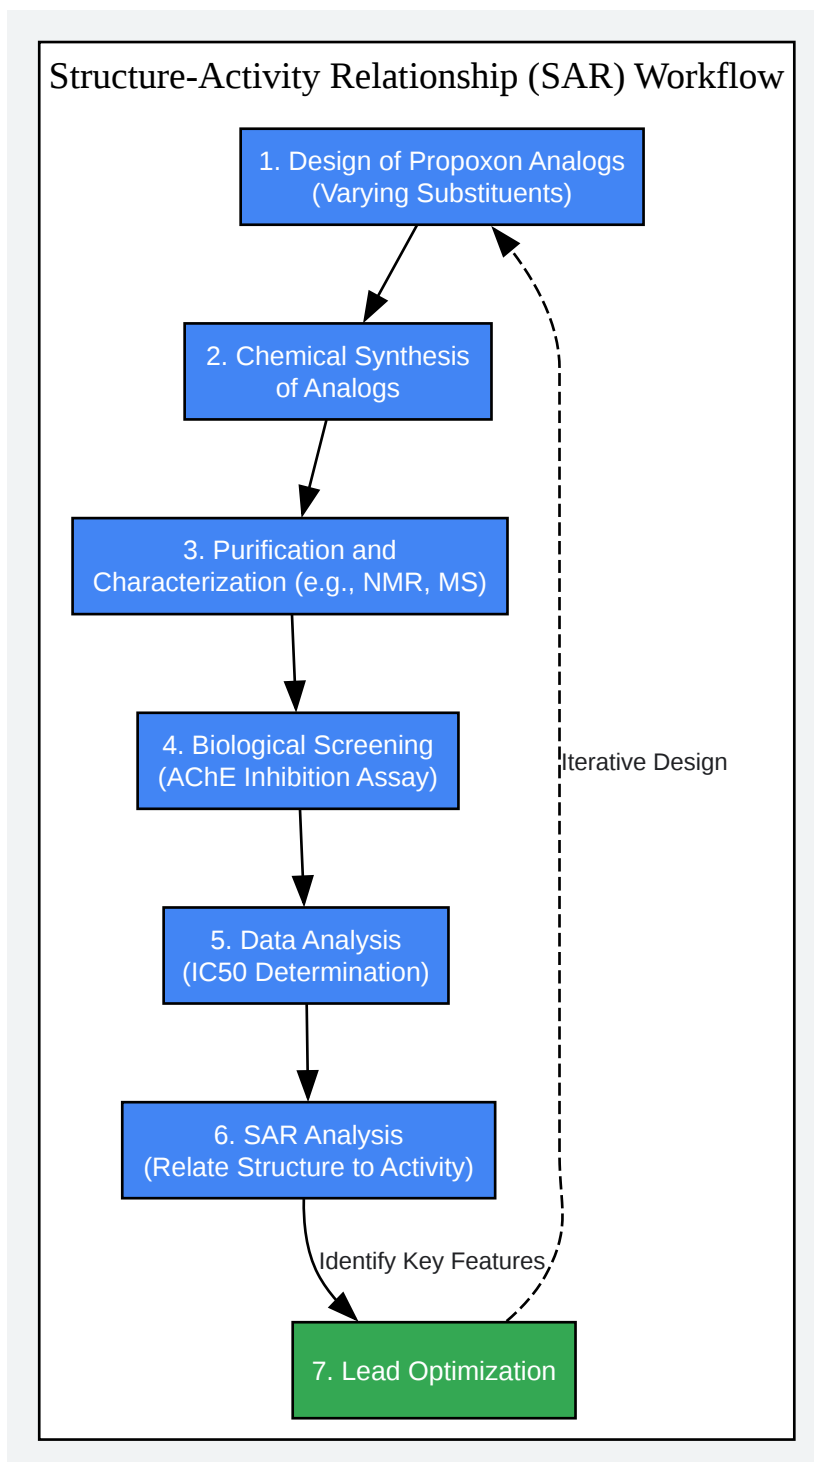 Structure-Activity Relationship (SAR) Workflow
1. Design of Propoxon Analogs
(Varying Substituents)
2. Chemical Synthesis
of Analogs
3. Purification and
Characterization (e.g., NMR, MS)
4. Biological Screening
(AChE Inhibition Assay)
Iterative Design
5. Data Analysis
(IC50 Determination)
6. SAR Analysis
(Relate Structure to Activity)
Identify Key Features
7. Lead Optimization